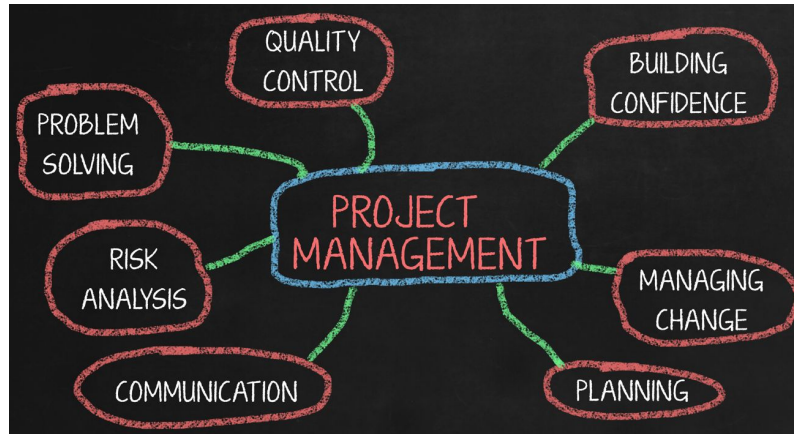 QUALITY
CONTROL
BUILDING
CONFIDENCE
PROBLEM
SOLVING
PROJECT
MANAGEMENT
RISK
ANALYSIS
MANAGING
CHANGE
COMMUNICATION
PLANNING